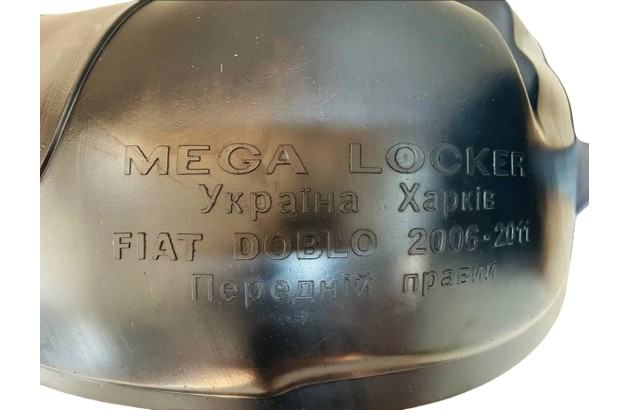 MEGA LOCKER
Україна Харків
FIAT DOBLO 2006-2011
Передній правий